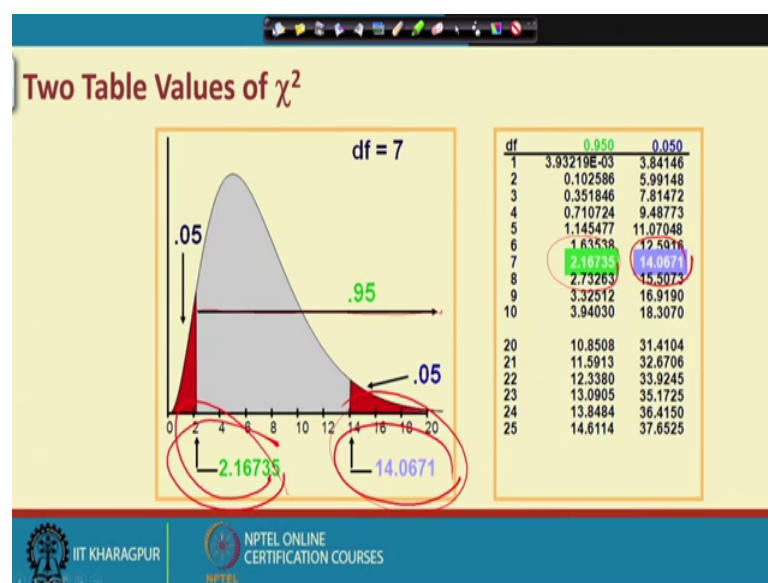 Two Table Values of χ²
df = 7
.05
.95
.05
0 2 4 6 8 10 12 14 16 18 20
2.16735
14.0671
df 0.950 0.050
1 3.93219E-03 3.84146
2 0.102586 5.99148
3 0.351846 7.81472
4 0.710724 9.48773
5 1.145477 11.07048
6 1.63538 12.5916
7 2.16735 14.0671
8 2.73263 15.5073
9 3.32512 16.9190
10 3.94030 18.3070
20 10.8508 31.4104
21 11.5913 32.6706
22 12.3380 33.9245
23 13.0905 35.1725
24 13.8484 36.4150
25 14.6114 37.6525
IIT KHARAGPUR
NPTEL ONLINE
CERTIFICATION COURSES
NPTEL